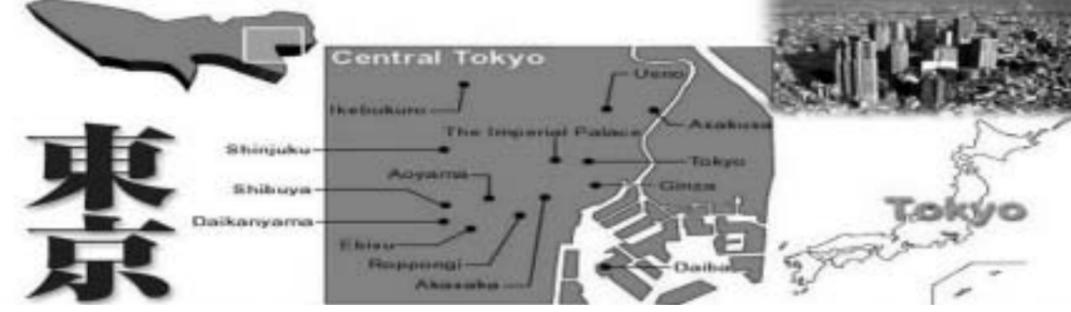 東
京
Central Tokyo
Ueno
Ikebukuro
Asakusa
The Imperial Palace
Shinjuku
Tokyo
Aoyama
Ginza
Shibuya
Daikanyama
Ebisu
Roppongi
Daiba
Akasaka
Tokyo